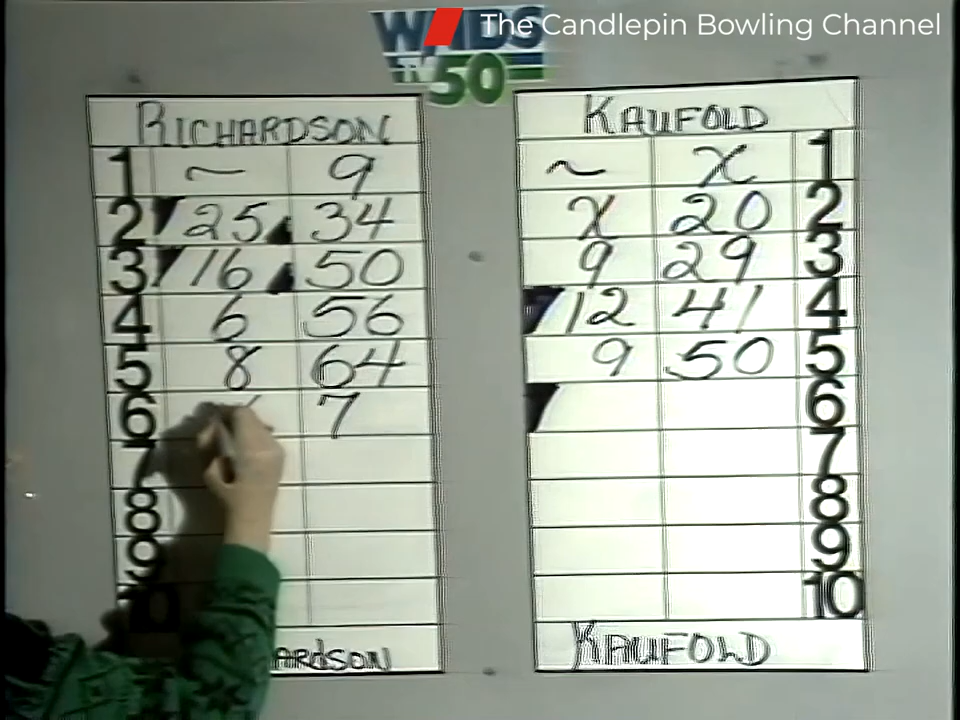 The Candlepin Bowling Channel
TV 50
RICHARDSON
1 ~ 9
2 25 34
3 16 50
4 6 56
5 8 64
6 7
7
8
9
10
ARDSON
KAUFOLD
~ X 1
X 20 2
9 29 3
12 41 4
9 50 5
6
7
8
9
10
KAUFOLD